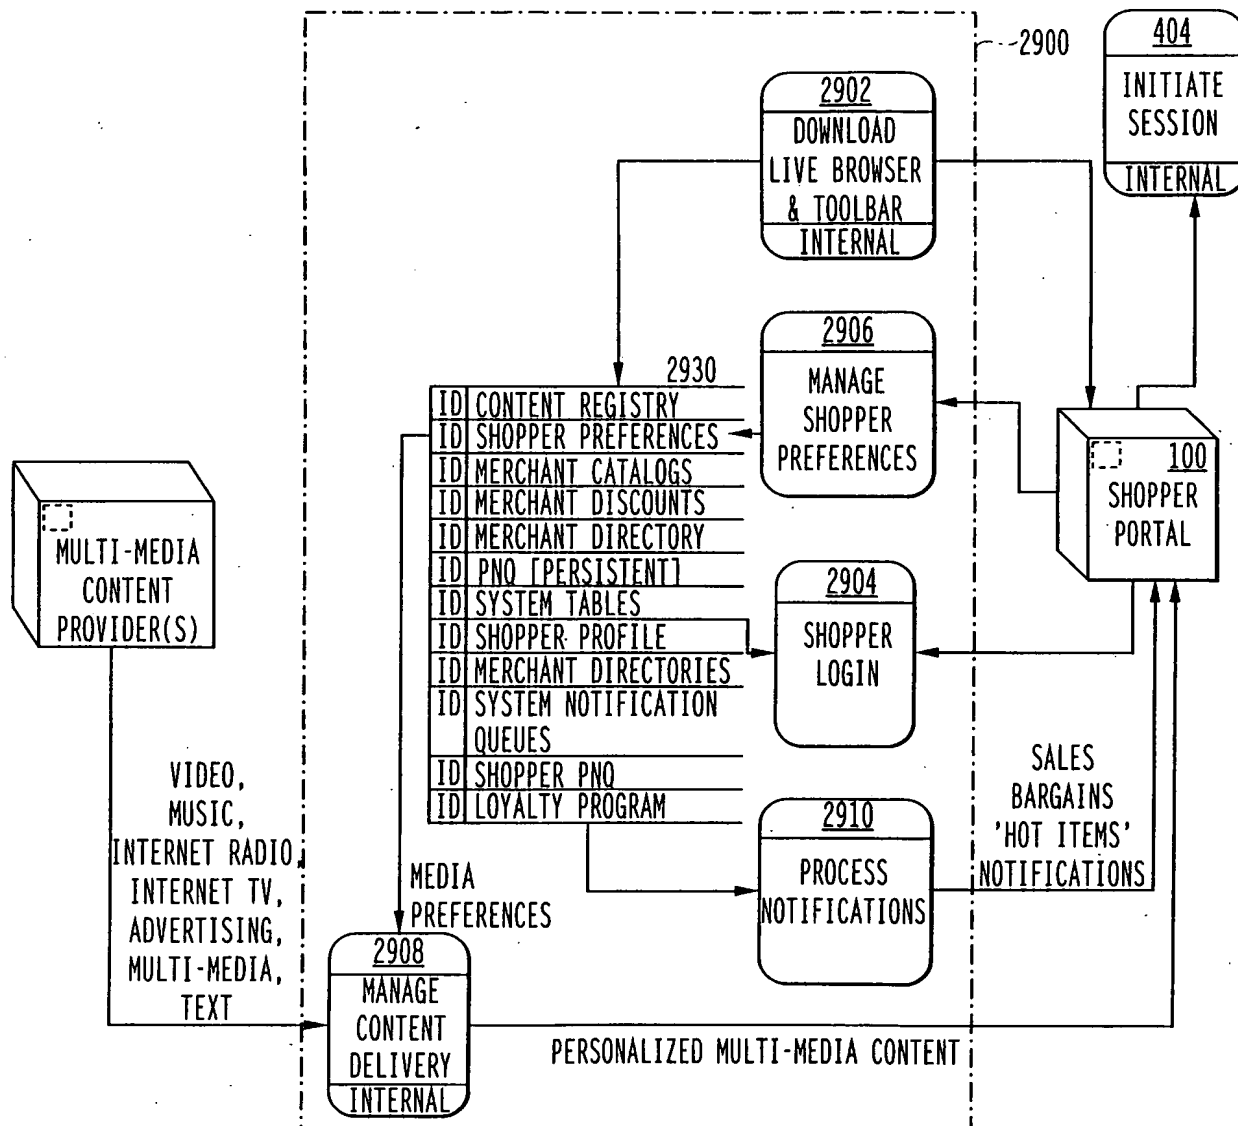 2900
404
INITIATE
SESSION
INTERNAL
2902
DOWNLOAD
LIVE BROWSER
& TOOLBAR
INTERNAL
2906
MANAGE
SHOPPER
PREFERENCES
2930
ID CONTENT REGISTRY
ID SHOPPER PREFERENCES
ID MERCHANT CATALOGS
ID MERCHANT DISCOUNTS
ID MERCHANT DIRECTORY
ID PNQ [PERSISTENT]
ID SYSTEM TABLES
ID SHOPPER PROFILE
ID MERCHANT DIRECTORIES
ID SYSTEM NOTIFICATION
QUEUES
ID SHOPPER PNQ
ID LOYALTY PROGRAM
100
SHOPPER
PORTAL
MULTI-MEDIA
CONTENT
PROVIDER(S)
2904
SHOPPER
LOGIN
VIDEO,
MUSIC,
INTERNET RADIO,
INTERNET TV,
ADVERTISING,
MULTI-MEDIA,
TEXT
MEDIA
PREFERENCES
2910
PROCESS
NOTIFICATIONS
SALES
BARGAINS
'HOT ITEMS'
NOTIFICATIONS
2908
MANAGE
CONTENT
DELIVERY
INTERNAL
PERSONALIZED MULTI-MEDIA CONTENT